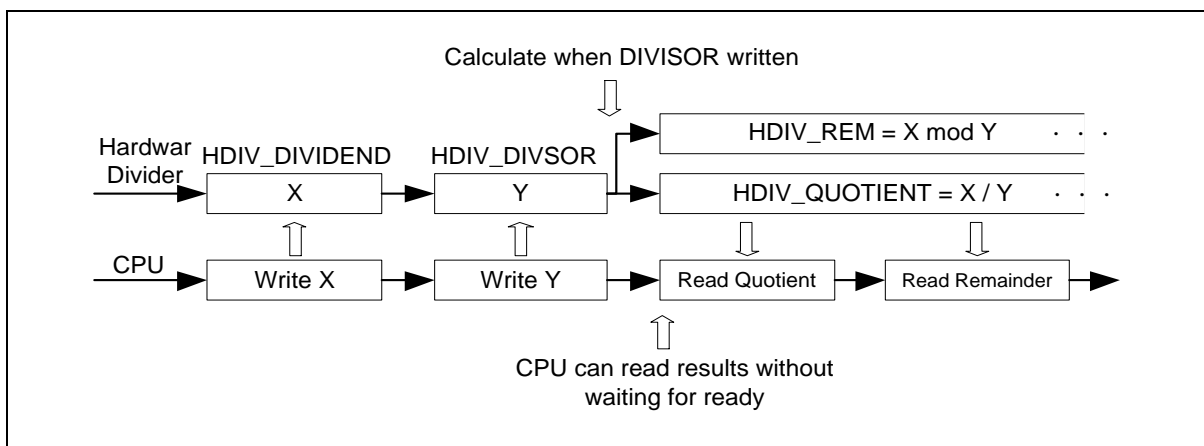 Calculate when DIVISOR written
Hardwar
Divider
HDIV_DIVIDEND
HDIV_DIVSOR
HDIV_REM = X mod Y . . .
X
Y
HDIV_QUOTIENT = X / Y . . .
CPU
Write X
Write Y
Read Quotient
Read Remainder
CPU can read results without
waiting for ready